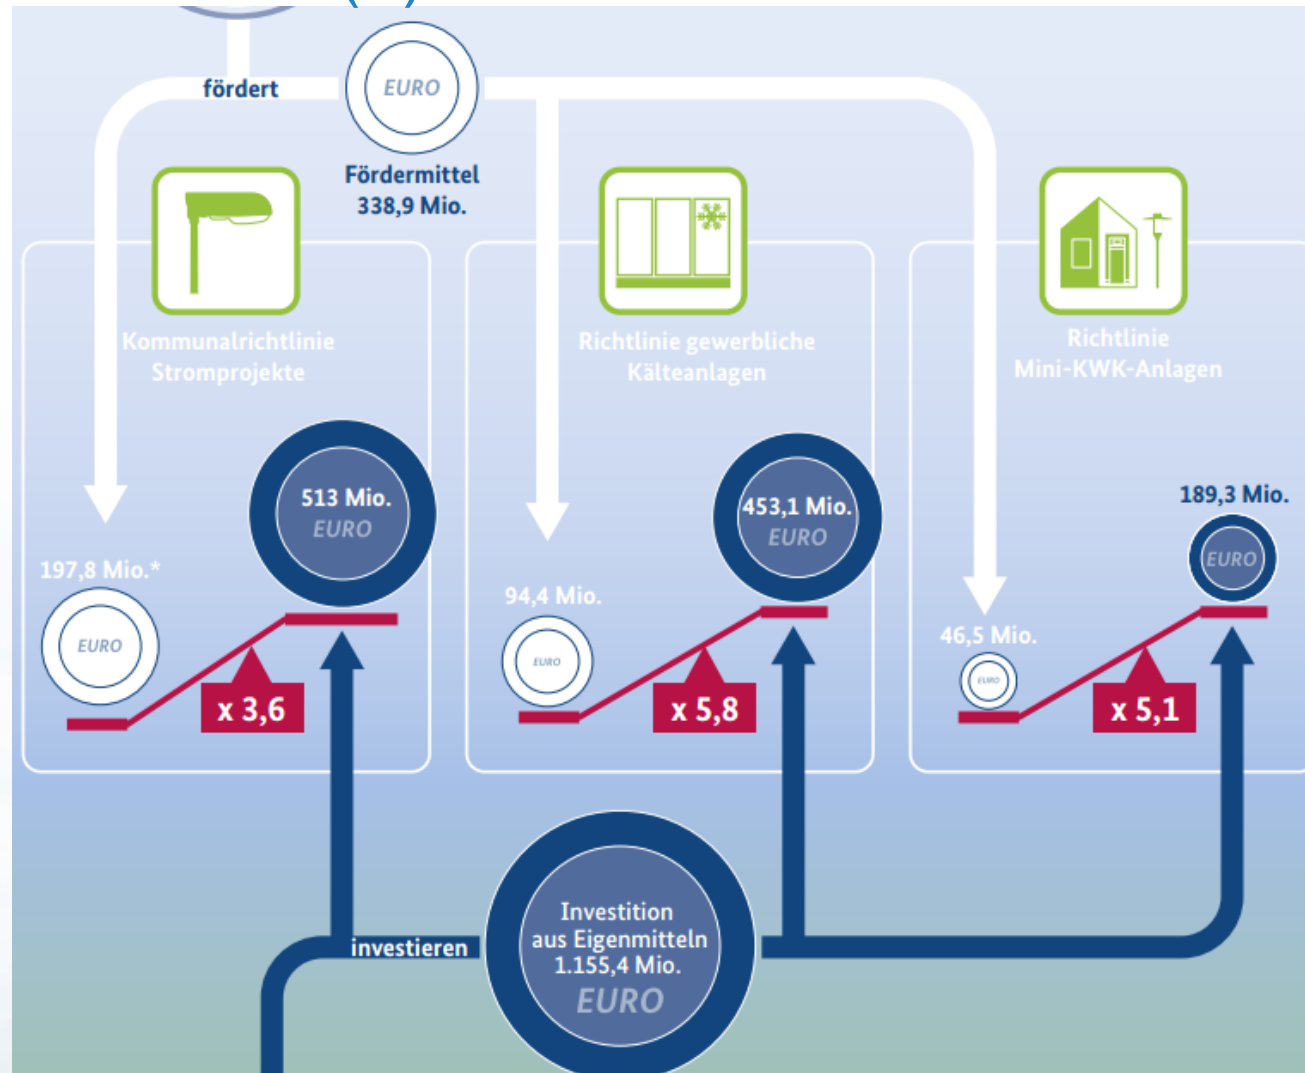 fördert
EURO
Fördermittel
338,9 Mio.
Kommunalrichtlinie
Stromprojekte
Richtlinie gewerbliche
Kälteanlagen
Richtlinie
Mini-KWK-Anlagen
513 Mio.
EURO
197,8 Mio.*
EURO
x 3,6
453,1 Mio.
EURO
94,4 Mio.
EURO
x 5,8
189,3 Mio.
EURO
46,5 Mio.
EURO
x 5,1
investieren
Investition
aus Eigenmitteln
1.155,4 Mio.
EURO